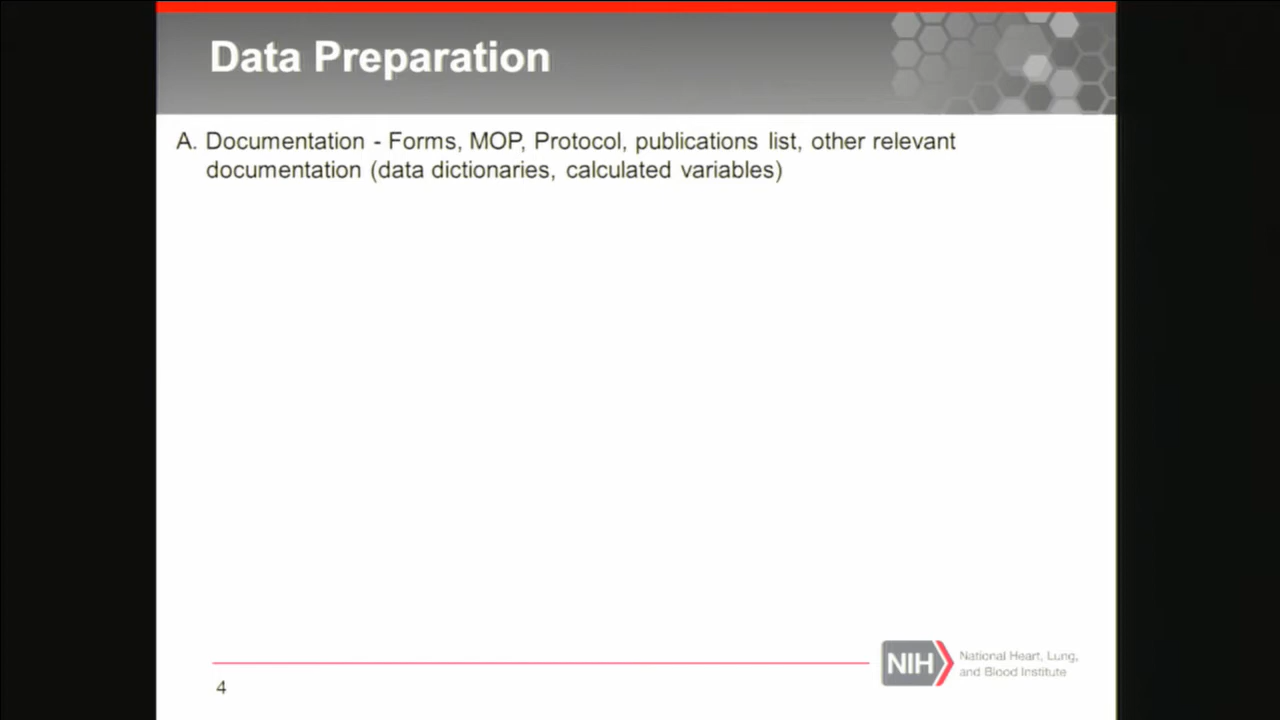 Data Preparation
A. Documentation - Forms, MOP, Protocol, publications list, other relevant
documentation (data dictionaries, calculated variables)
NIH
National Heart, Lung,
and Blood Institute
4